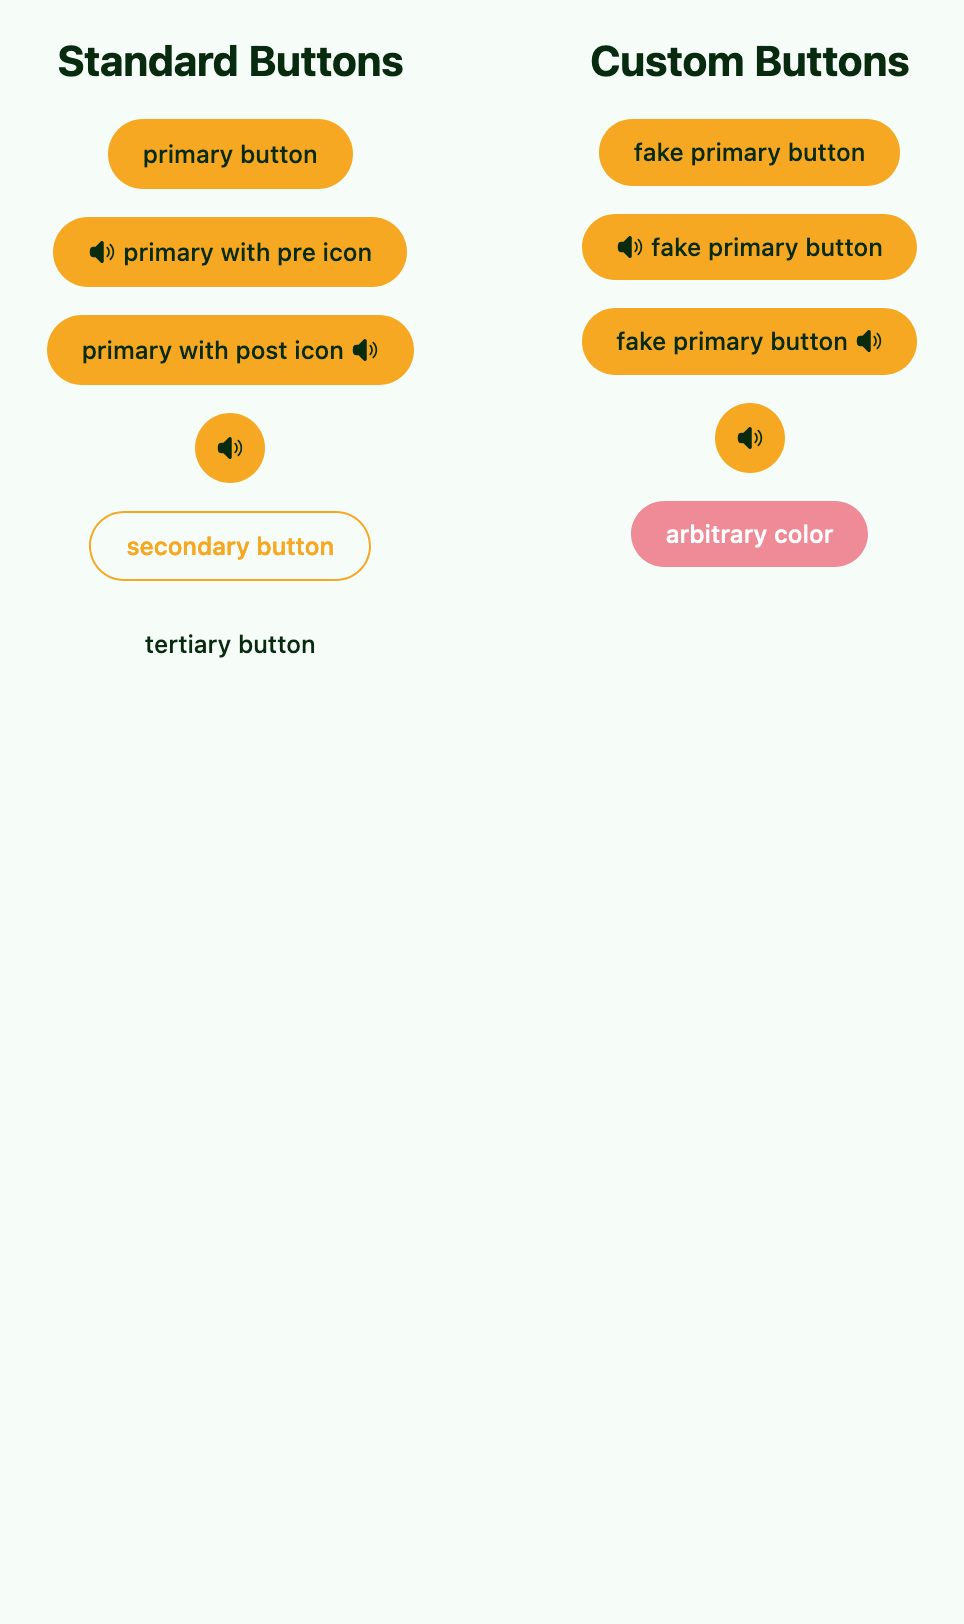 Standard Buttons
primary button
primary with pre icon
primary with post icon
secondary button
tertiary button
Custom Buttons
fake primary button
fake primary button
fake primary button
arbitrary color